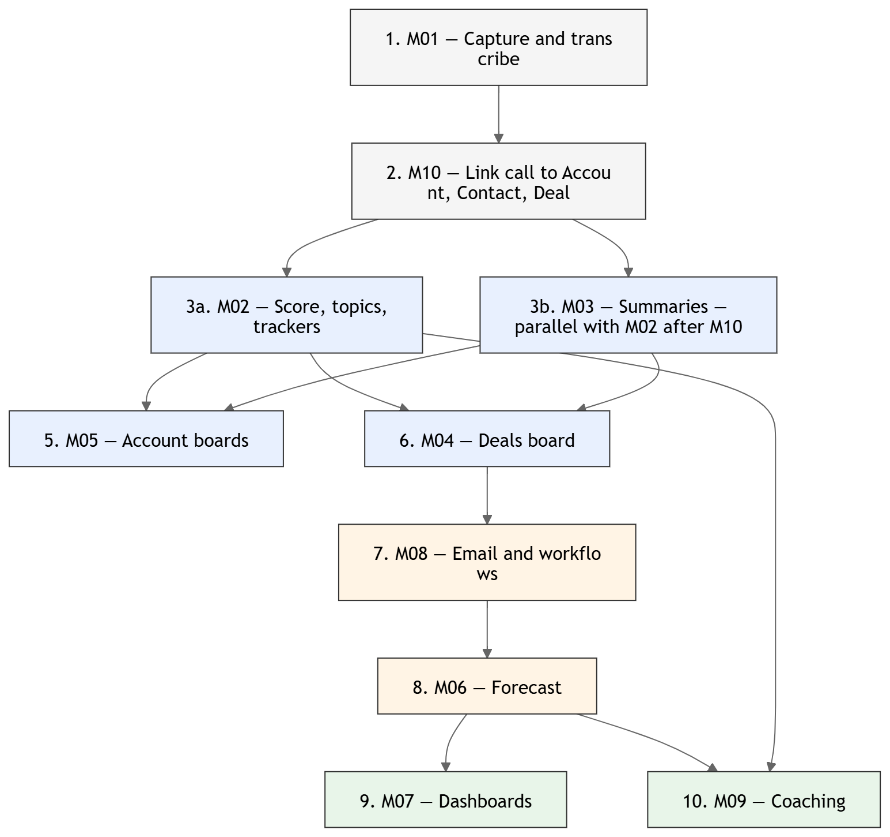 1. M01 — Capture and trans
cribe
2. M10 — Link call to Accou
nt, Contact, Deal
3a. M02 — Score, topics,
trackers
3b. M03 — Summaries —
parallel with M02 after M10
5. M05 — Account boards
6. M04 — Deals board
7. M08 — Email and workflo
ws
8. M06 — Forecast
9. M07 — Dashboards
10. M09 — Coaching